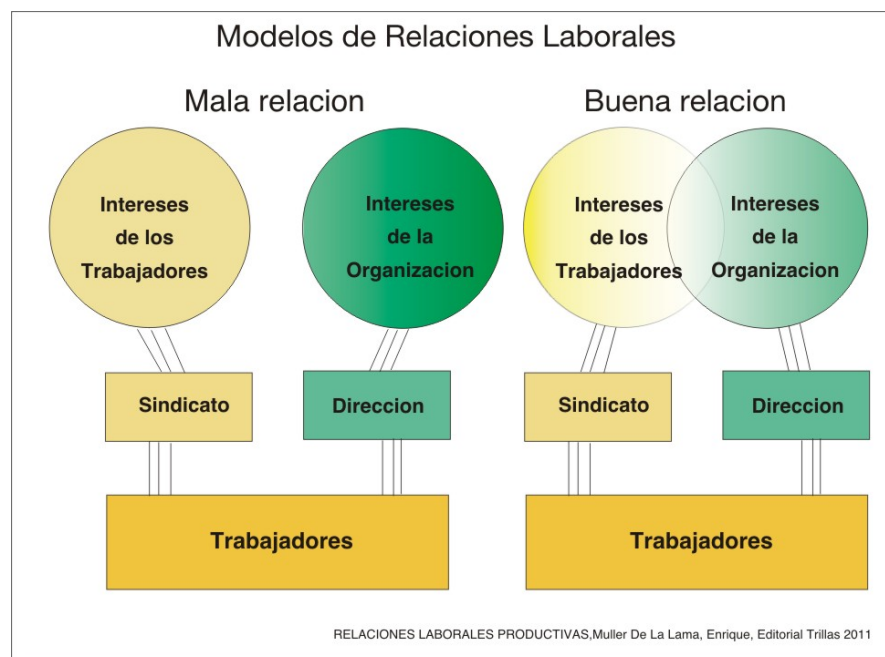 Modelos de Relaciones Laborales
Mala relacion
Buena relacion
Intereses
de los
Trabajadores
Intereses
de la
Organizacion
Intereses
de los
Trabajadores
Intereses
de la
Organizacion
Sindicato
Direccion
Sindicato
Direccion
Trabajadores
Trabajadores
RELACIONES LABORALES PRODUCTIVAS,Muller De La Lama, Enrique, Editorial Trillas 2011